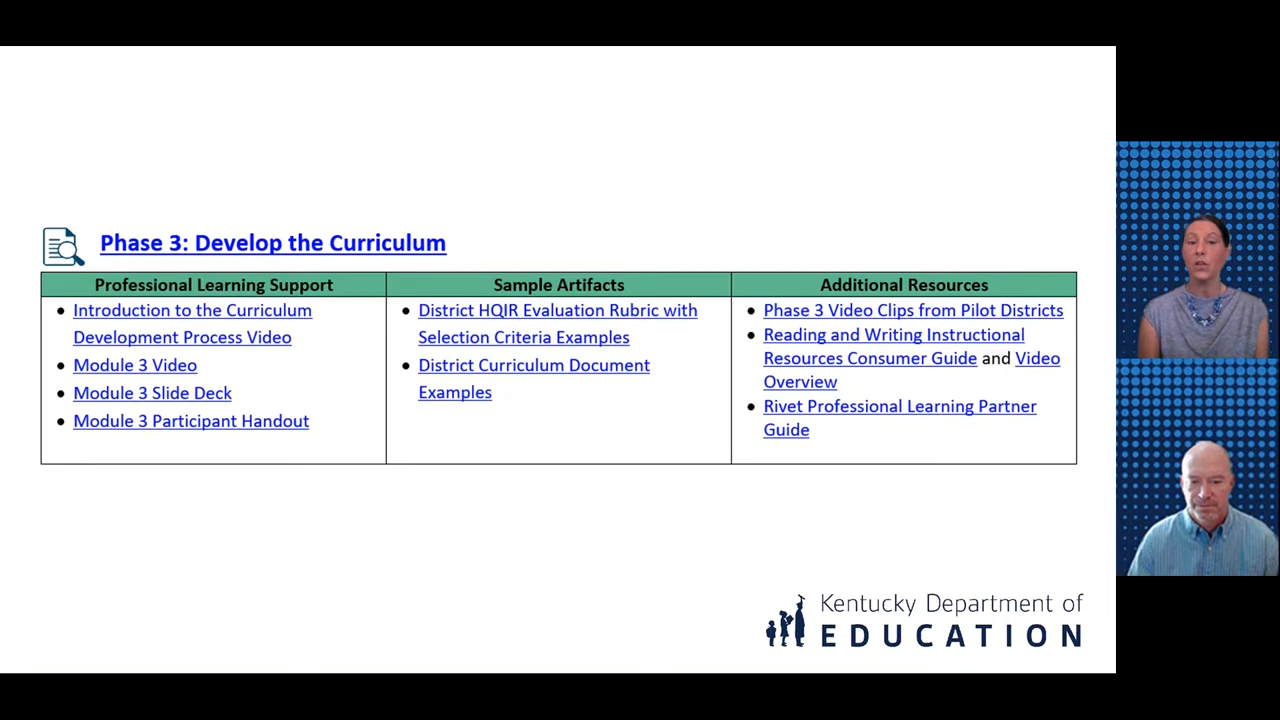 Phase 3: Develop the Curriculum
Professional Learning Support
Introduction to the Curriculum
Development Process Video
Module 3 Video
Module 3 Slide Deck
Module 3 Participant Handout
Sample Artifacts
District HQIR Evaluation Rubric with
Selection Criteria Examples
District Curriculum Document
Examples
Additional Resources
Phase 3 Video Clips from Pilot Districts
Reading and Writing Instructional
Resources Consumer Guide and Video
Overview
Rivet Professional Learning Partner
Guide
Kentucky Department of
EDUCATION